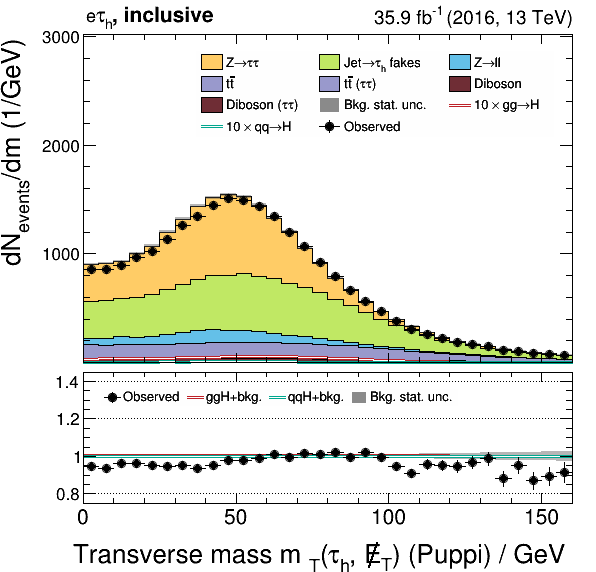 eτh, inclusive 35.9 fb⁻¹ (2016, 13 TeV)
dNevents/dm (1/GeV)
3000
2000
1000
Z→ττ Jet→τh fakes Z→ll
tt̄ tt̄ (ττ) Diboson
Diboson (ττ) Bkg. stat. unc. 10 × gg→H
10 × qq→H Observed
1.4
1.2
1
0.8
Observed ggH+bkg. qqH+bkg. Bkg. stat. unc.
0 50 100 150
Transverse mass m T(τh, E̸T) (Puppi) / GeV